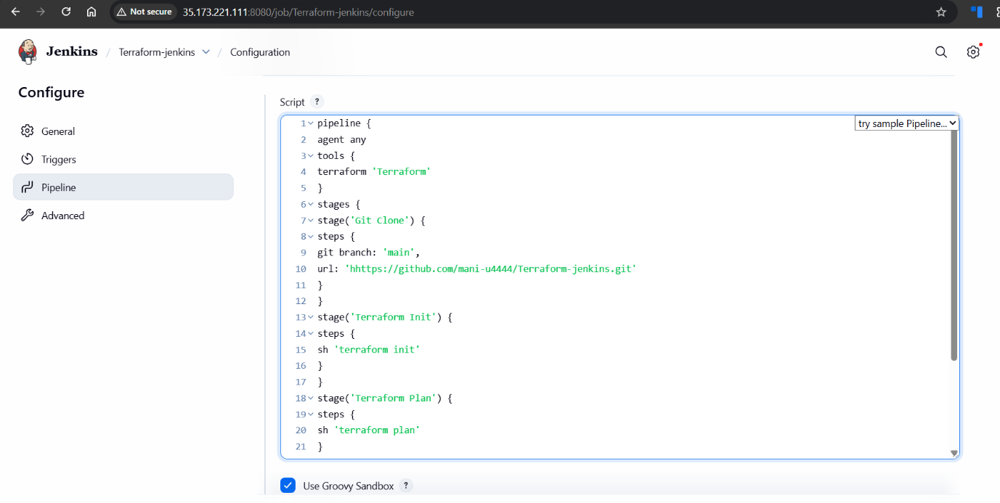 Not secure 35.173.221.111:8080/job/Terraform-jenkins/configure
Jenkins / Terraform-jenkins / Configuration
Configure
General
Triggers
Pipeline
Advanced
Script ?
try sample Pipeline...
1 pipeline {
2 agent any
3 tools {
4 terraform 'Terraform'
5 }
6 stages {
7 stage('Git Clone') {
8 steps {
9 git branch: 'main',
10 url: 'hhttps://github.com/mani-u4444/Terraform-jenkins.git'
11 }
12 }
13 stage('Terraform Init') {
14 steps {
15 sh 'terraform init'
16 }
17 }
18 stage('Terraform Plan') {
19 steps {
20 sh 'terraform plan'
21 }
Use Groovy Sandbox ?